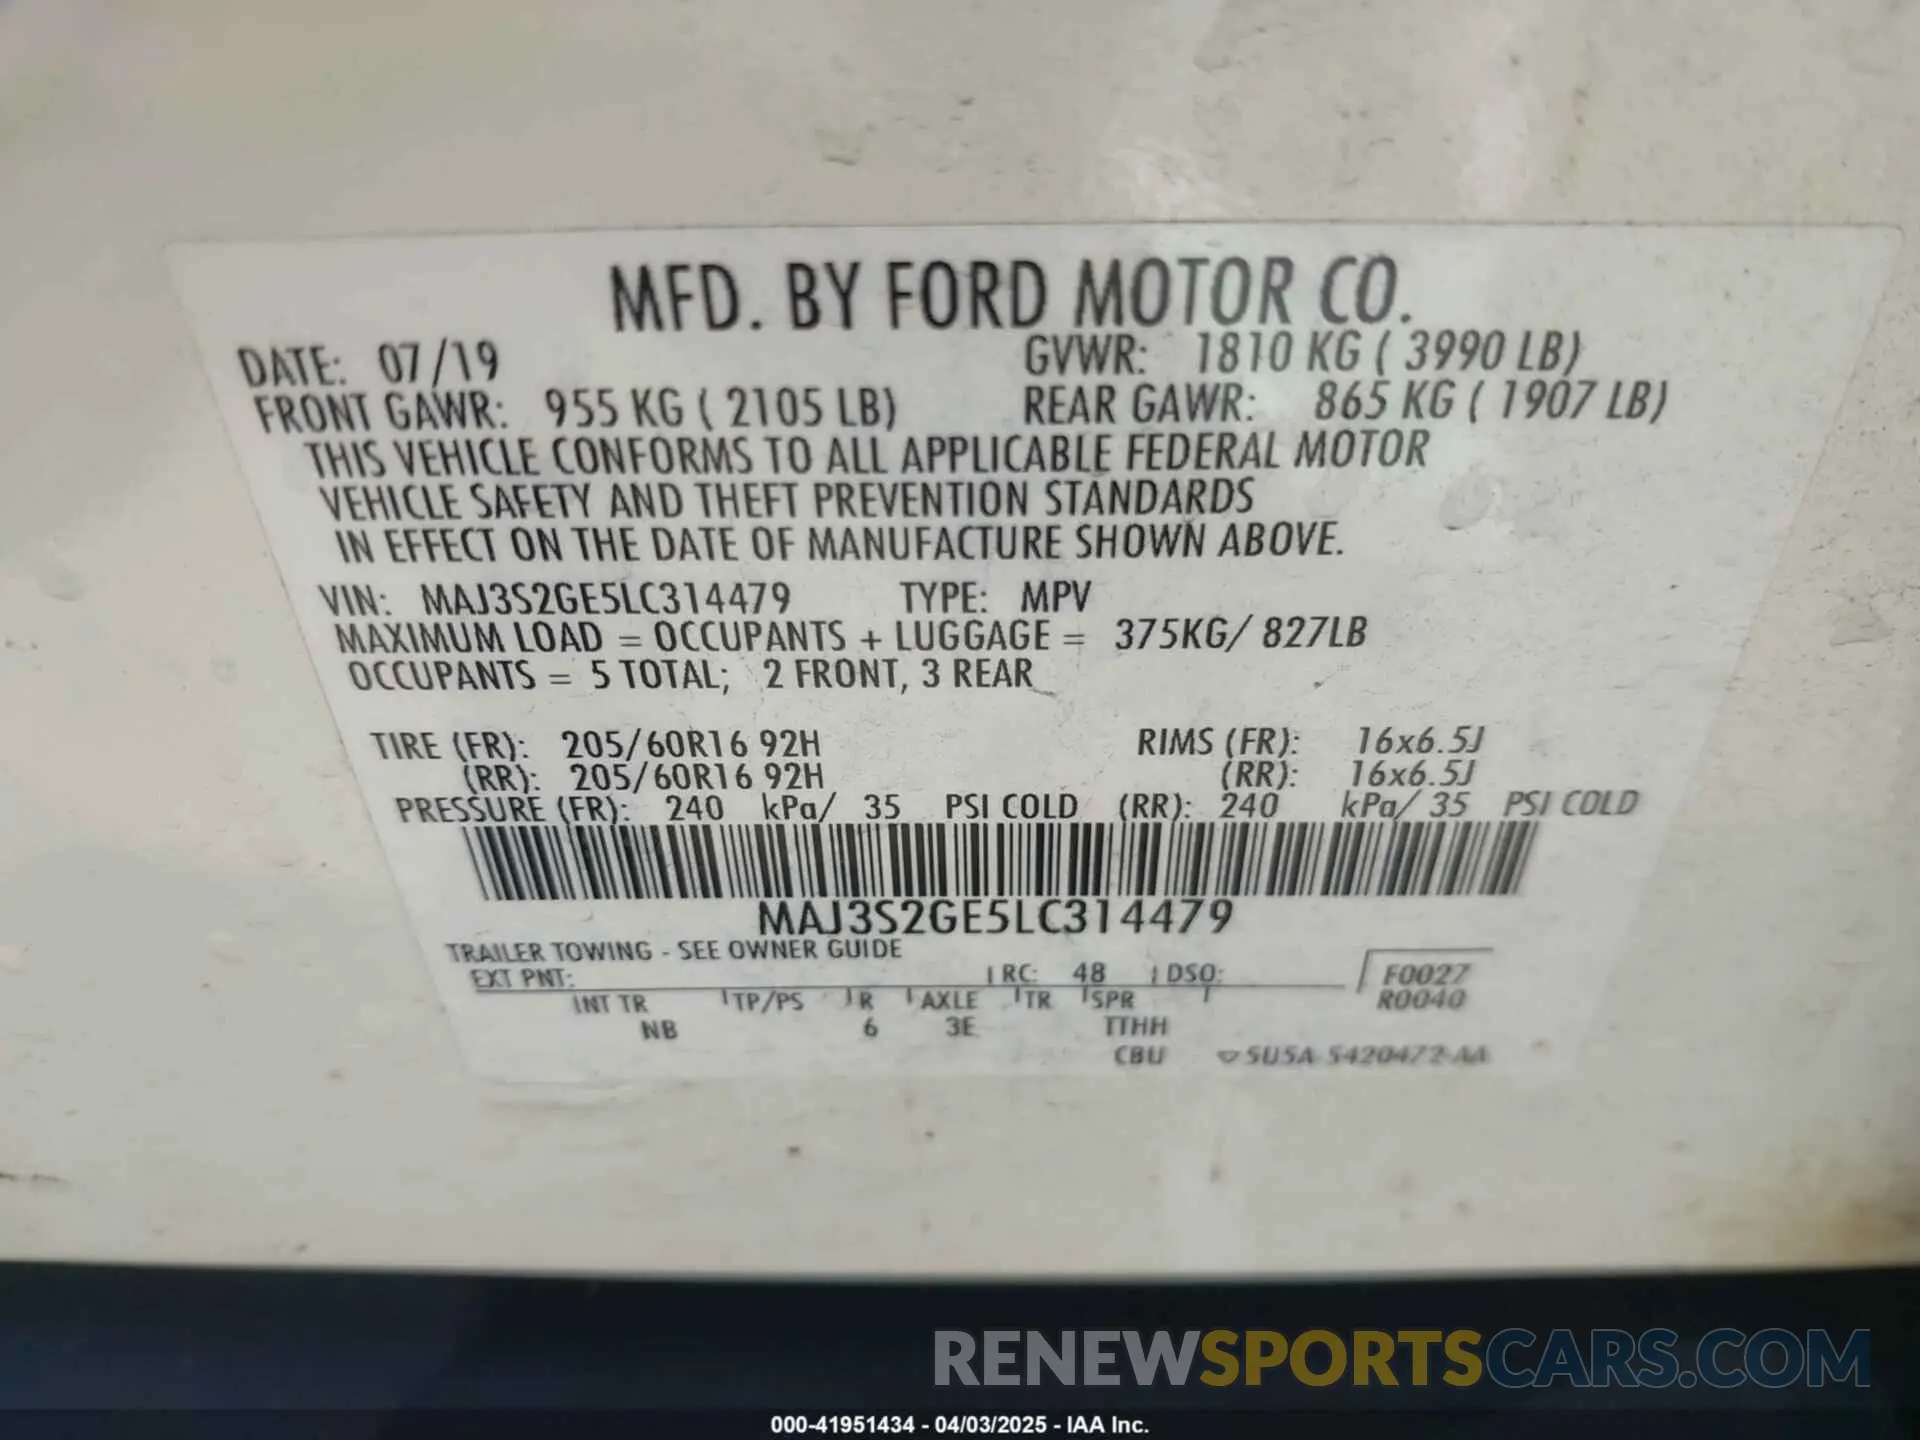 MFD. BY FORD MOTOR CO.
DATE: 07/19 GVWR: 1810 KG ( 3990 LB)
FRONT GAWR: 955 KG ( 2105 LB) REAR GAWR: 865 KG ( 1907 LB)
THIS VEHICLE CONFORMS TO ALL APPLICABLE FEDERAL MOTOR
VEHICLE SAFETY AND THEFT PREVENTION STANDARDS
IN EFFECT ON THE DATE OF MANUFACTURE SHOWN ABOVE.
VIN: MAJ3S2GE5LC314479 TYPE: MPV
MAXIMUM LOAD = OCCUPANTS + LUGGAGE = 375KG/ 827LB
OCCUPANTS = 5 TOTAL; 2 FRONT, 3 REAR
TIRE (FR): 205/60R16 92H RIMS (FR): 16x6.5J
(RR): 205/60R16 92H (RR): 16x6.5J
PRESSURE (FR): 240 kPa/ 35 PSI COLD (RR): 240 kPa/ 35 PSI COLD
MAJ3S2GE5LC314479
TRAILER TOWING - SEE OWNER GUIDE
EXT PNT: RC: 48 DSO: F0027
INT TR TP/PS R AXLE TR SPR R0040
NB 6 3E TTHH
CBU 5U5A-5420472-AA
RENEWSPORTSCARS.COM
000-41951434 - 04/03/2025 - IAA Inc.